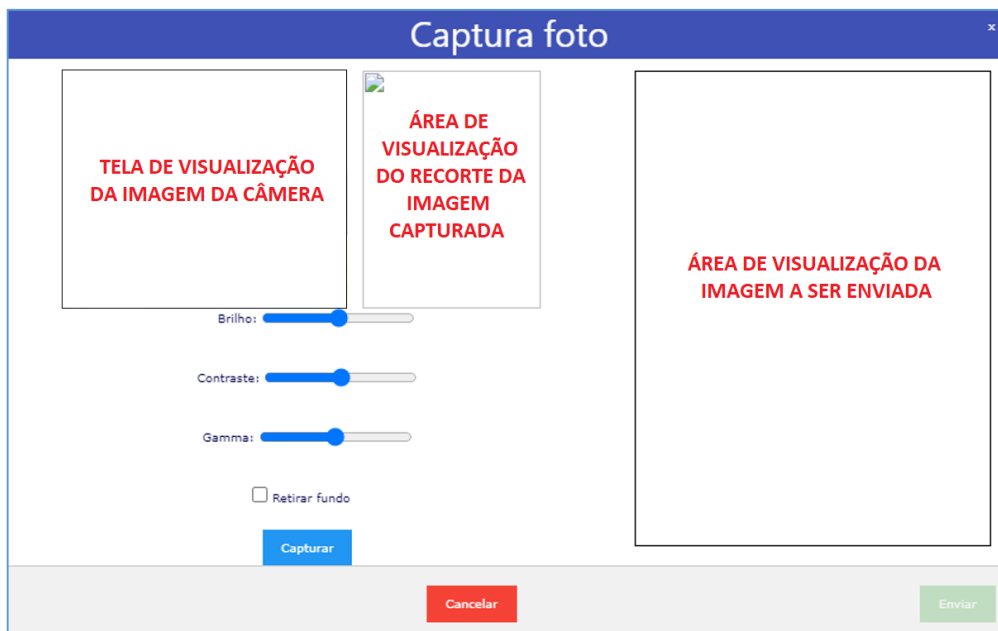 Captura foto
x
TELA DE VISUALIZAÇÃO
DA IMAGEM DA CÂMERA
ÁREA DE
VISUALIZAÇÃO
DO RECORTE DA
IMAGEM
CAPTURADA
ÁREA DE VISUALIZAÇÃO DA
IMAGEM A SER ENVIADA
Brilho:
Contraste:
Gamma:
Retirar fundo
Capturar
Cancelar
Enviar